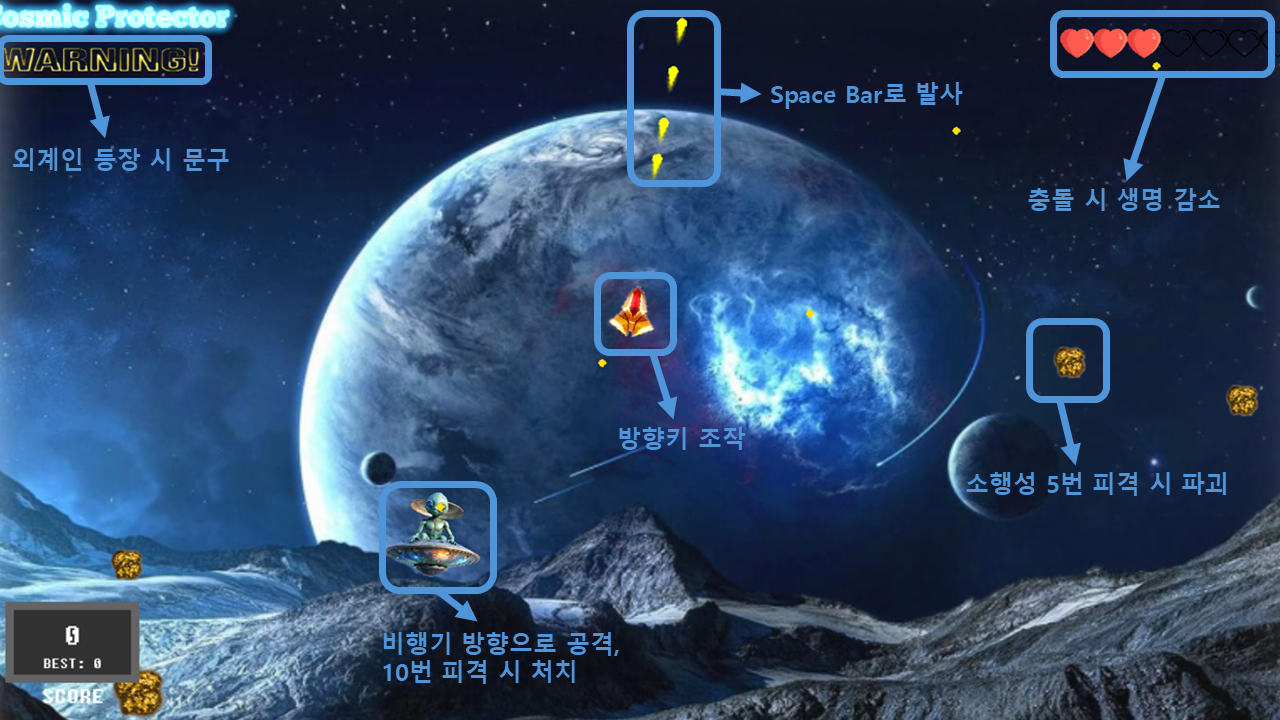 Cosmic Protector
WARNING!
외계인 등장 시 문구
Space Bar로 발사
충돌 시 생명 감소
방향키 조작
소행성 5번 피격 시 파괴
비행기 방향으로 공격,
10번 피격 시 처치
0
BEST: 0
SCORE